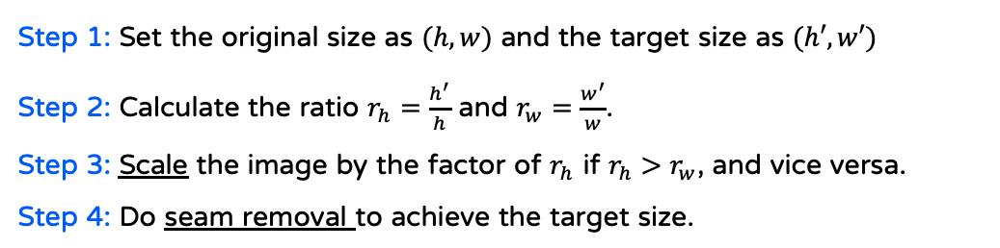 Step 1: Set the original size as (h, w) and the target size as (h′, w′)
Step 2: Calculate the ratio r_h = h′/h and r_w = w′/w.
Step 3: Scale the image by the factor of r_h if r_h > r_w, and vice versa.
Step 4: Do seam removal to achieve the target size.